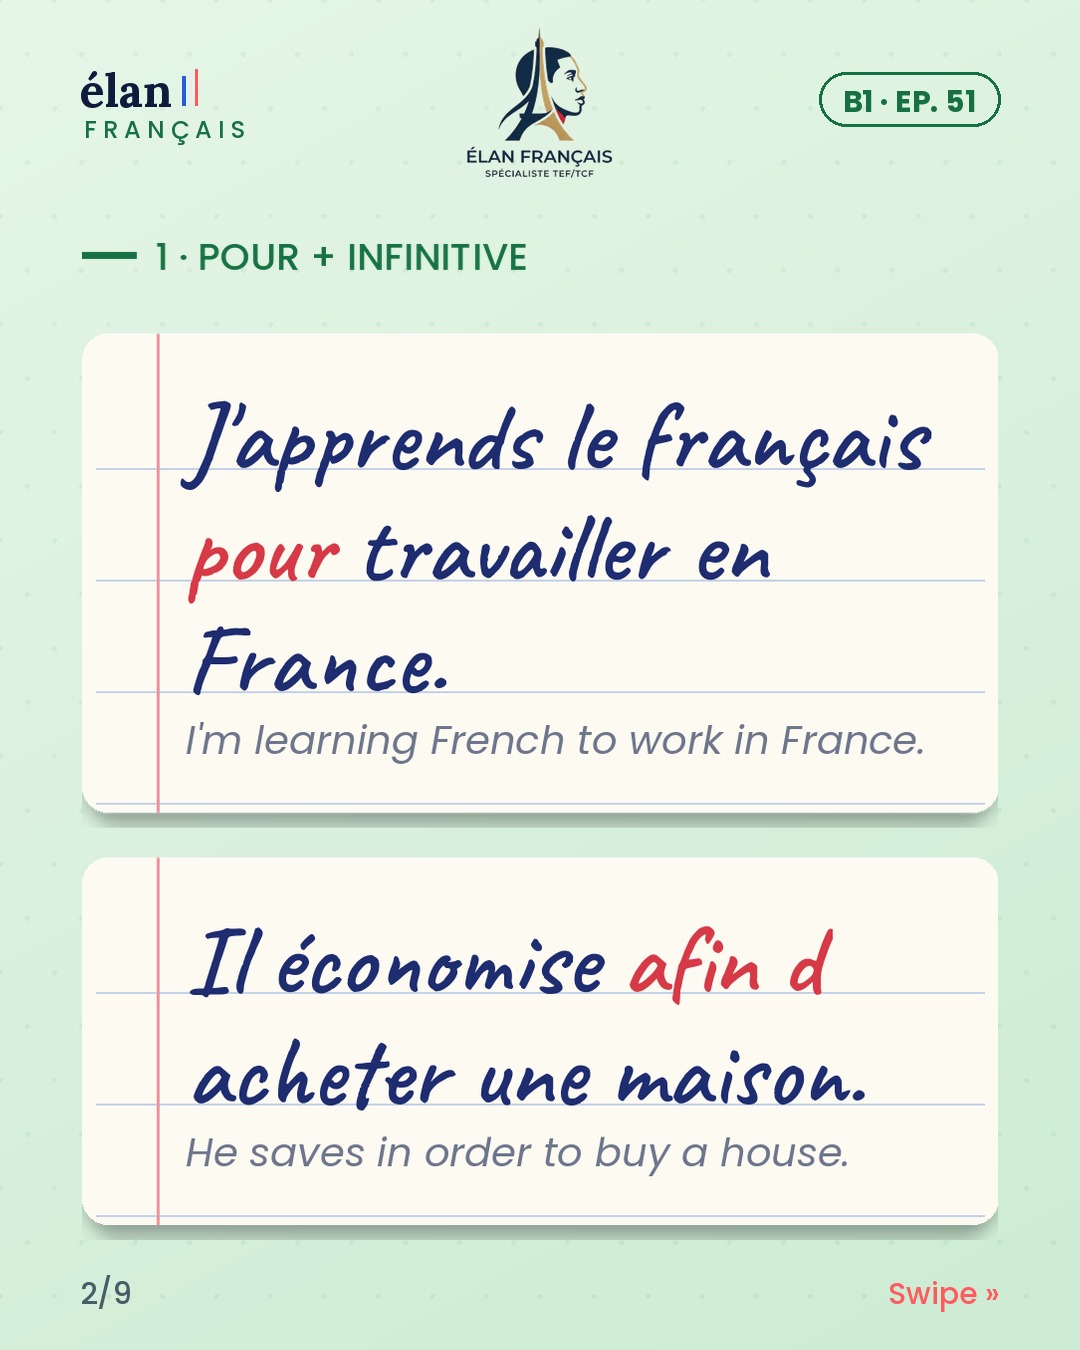 élan
FRANÇAIS
ÉLAN FRANÇAIS
SPÉCIALISTE TEF/TCF
B1 · EP. 51
1 · POUR + INFINITIVE
J'apprends le français
pour travailler en
France.
I'm learning French to work in France.
Il économise afin d
acheter une maison.
He saves in order to buy a house.
2/9
Swipe »